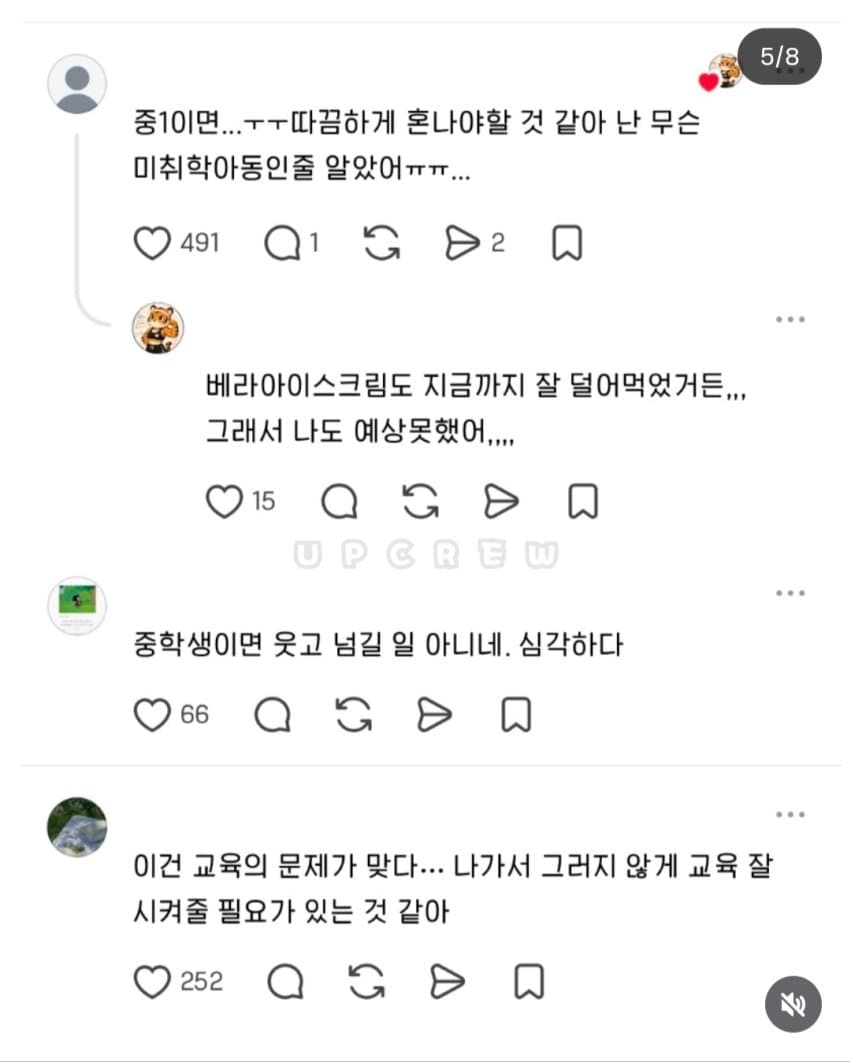 5/8
중1이면...ㅜㅜ따끔하게 혼나야할 것 같아 난 무슨
미취학아동인줄 알았어ㅠㅠ...
491 1 2
베라아이스크림도 지금까지 잘 덜어먹었거든,,,
그래서 나도 예상못했어,,,,
15
UPCREW
중학생이면 웃고 넘길 일 아니네. 심각하다
66
이건 교육의 문제가 맞다... 나가서 그러지 않게 교육 잘
시켜줄 필요가 있는 것 같아
252